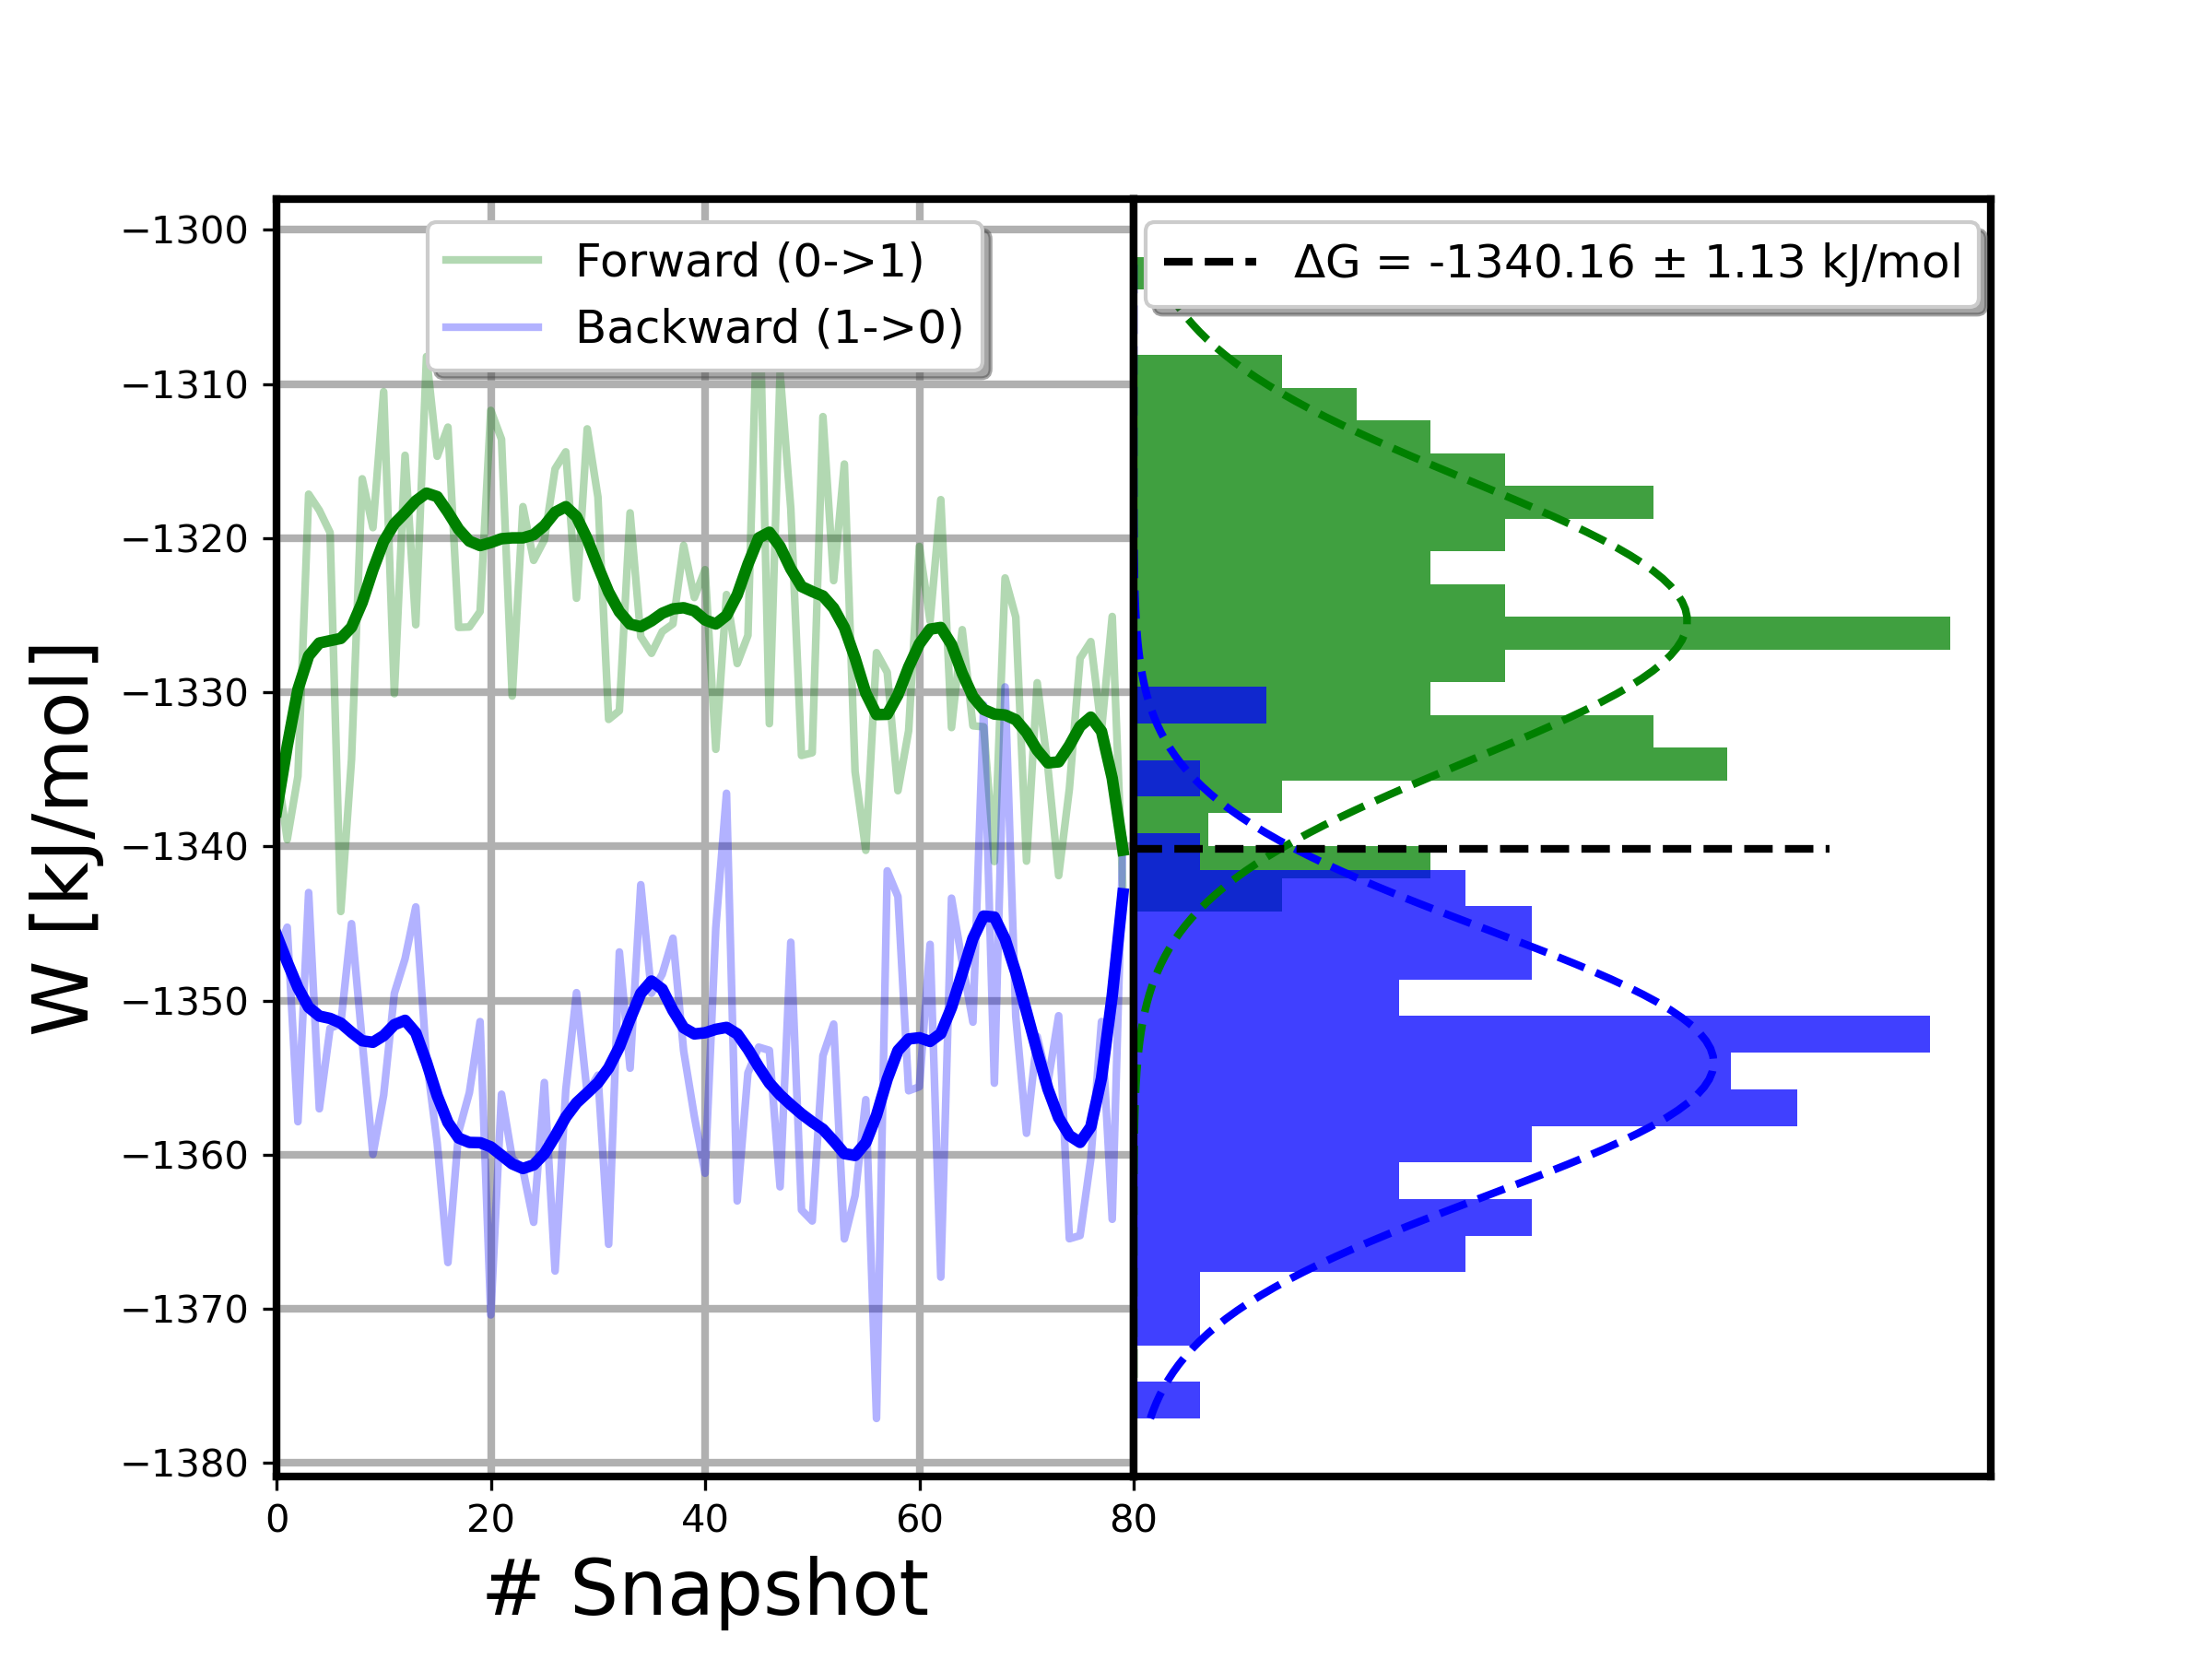 W [kJ/mol]
−1300
−1310
−1320
−1330
−1340
−1350
−1360
−1370
−1380
Forward (0->1)
Backward (1->0)
0
20
40
60
80
# Snapshot
ΔG = -1340.16 ± 1.13 kJ/mol